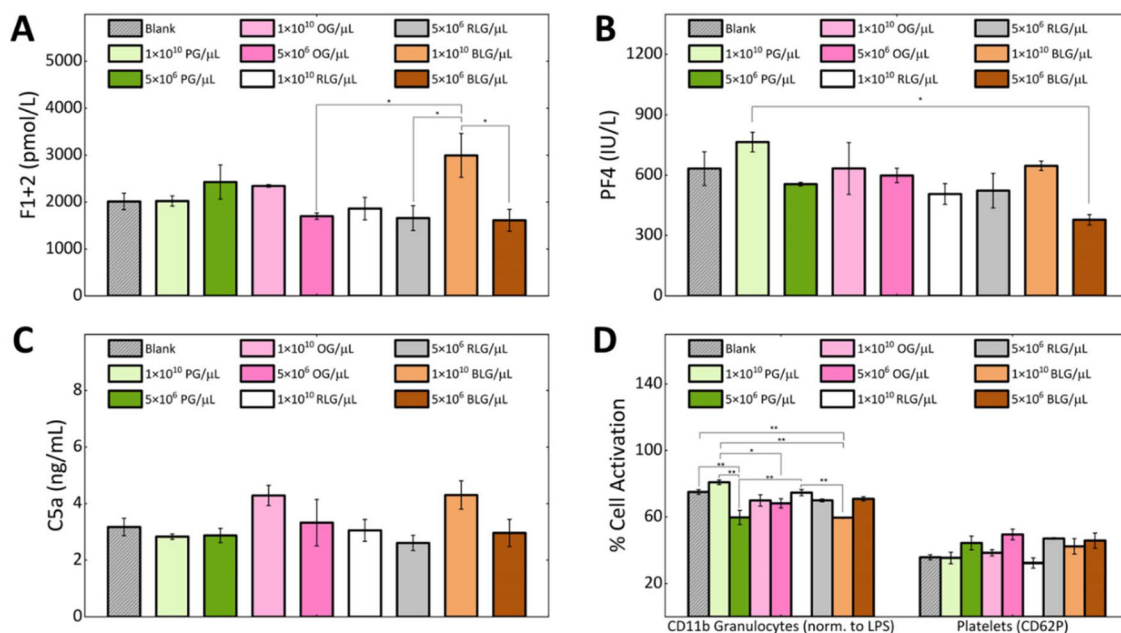 A
Blank
1×10¹⁰ OG/μL
5×10⁶ RLG/μL
1×10¹⁰ PG/μL
5×10⁶ OG/μL
1×10¹⁰ BLG/μL
5×10⁶ PG/μL
1×10¹⁰ RLG/μL
5×10⁶ BLG/μL
F1+2 (pmol/L)
5000
4000
3000
2000
1000
0
*
*
*
B
Blank
1×10¹⁰ OG/μL
5×10⁶ RLG/μL
1×10¹⁰ PG/μL
5×10⁶ OG/μL
1×10¹⁰ BLG/μL
5×10⁶ PG/μL
1×10¹⁰ RLG/μL
5×10⁶ BLG/μL
PF4 (IU/L)
1200
900
600
300
0
*
C
Blank
1×10¹⁰ OG/μL
5×10⁶ RLG/μL
1×10¹⁰ PG/μL
5×10⁶ OG/μL
1×10¹⁰ BLG/μL
5×10⁶ PG/μL
1×10¹⁰ RLG/μL
5×10⁶ BLG/μL
C5a (ng/mL)
8
6
4
2
0
D
Blank
1×10¹⁰ OG/μL
5×10⁶ RLG/μL
1×10¹⁰ PG/μL
5×10⁶ OG/μL
1×10¹⁰ BLG/μL
5×10⁶ PG/μL
1×10¹⁰ RLG/μL
5×10⁶ BLG/μL
% Cell Activation
140
100
60
20
**
**
*
**
**
**
**
CD11b Granulocytes (norm. to LPS)
Platelets (CD62P)